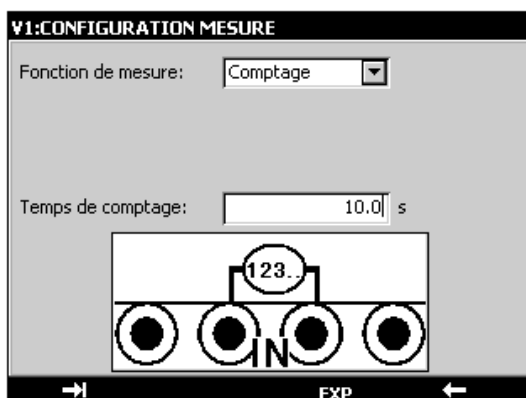 V1:CONFIGURATION MESURE
Fonction de mesure: Comptage
Temps de comptage: 10.0 s
123..
IN
EXP